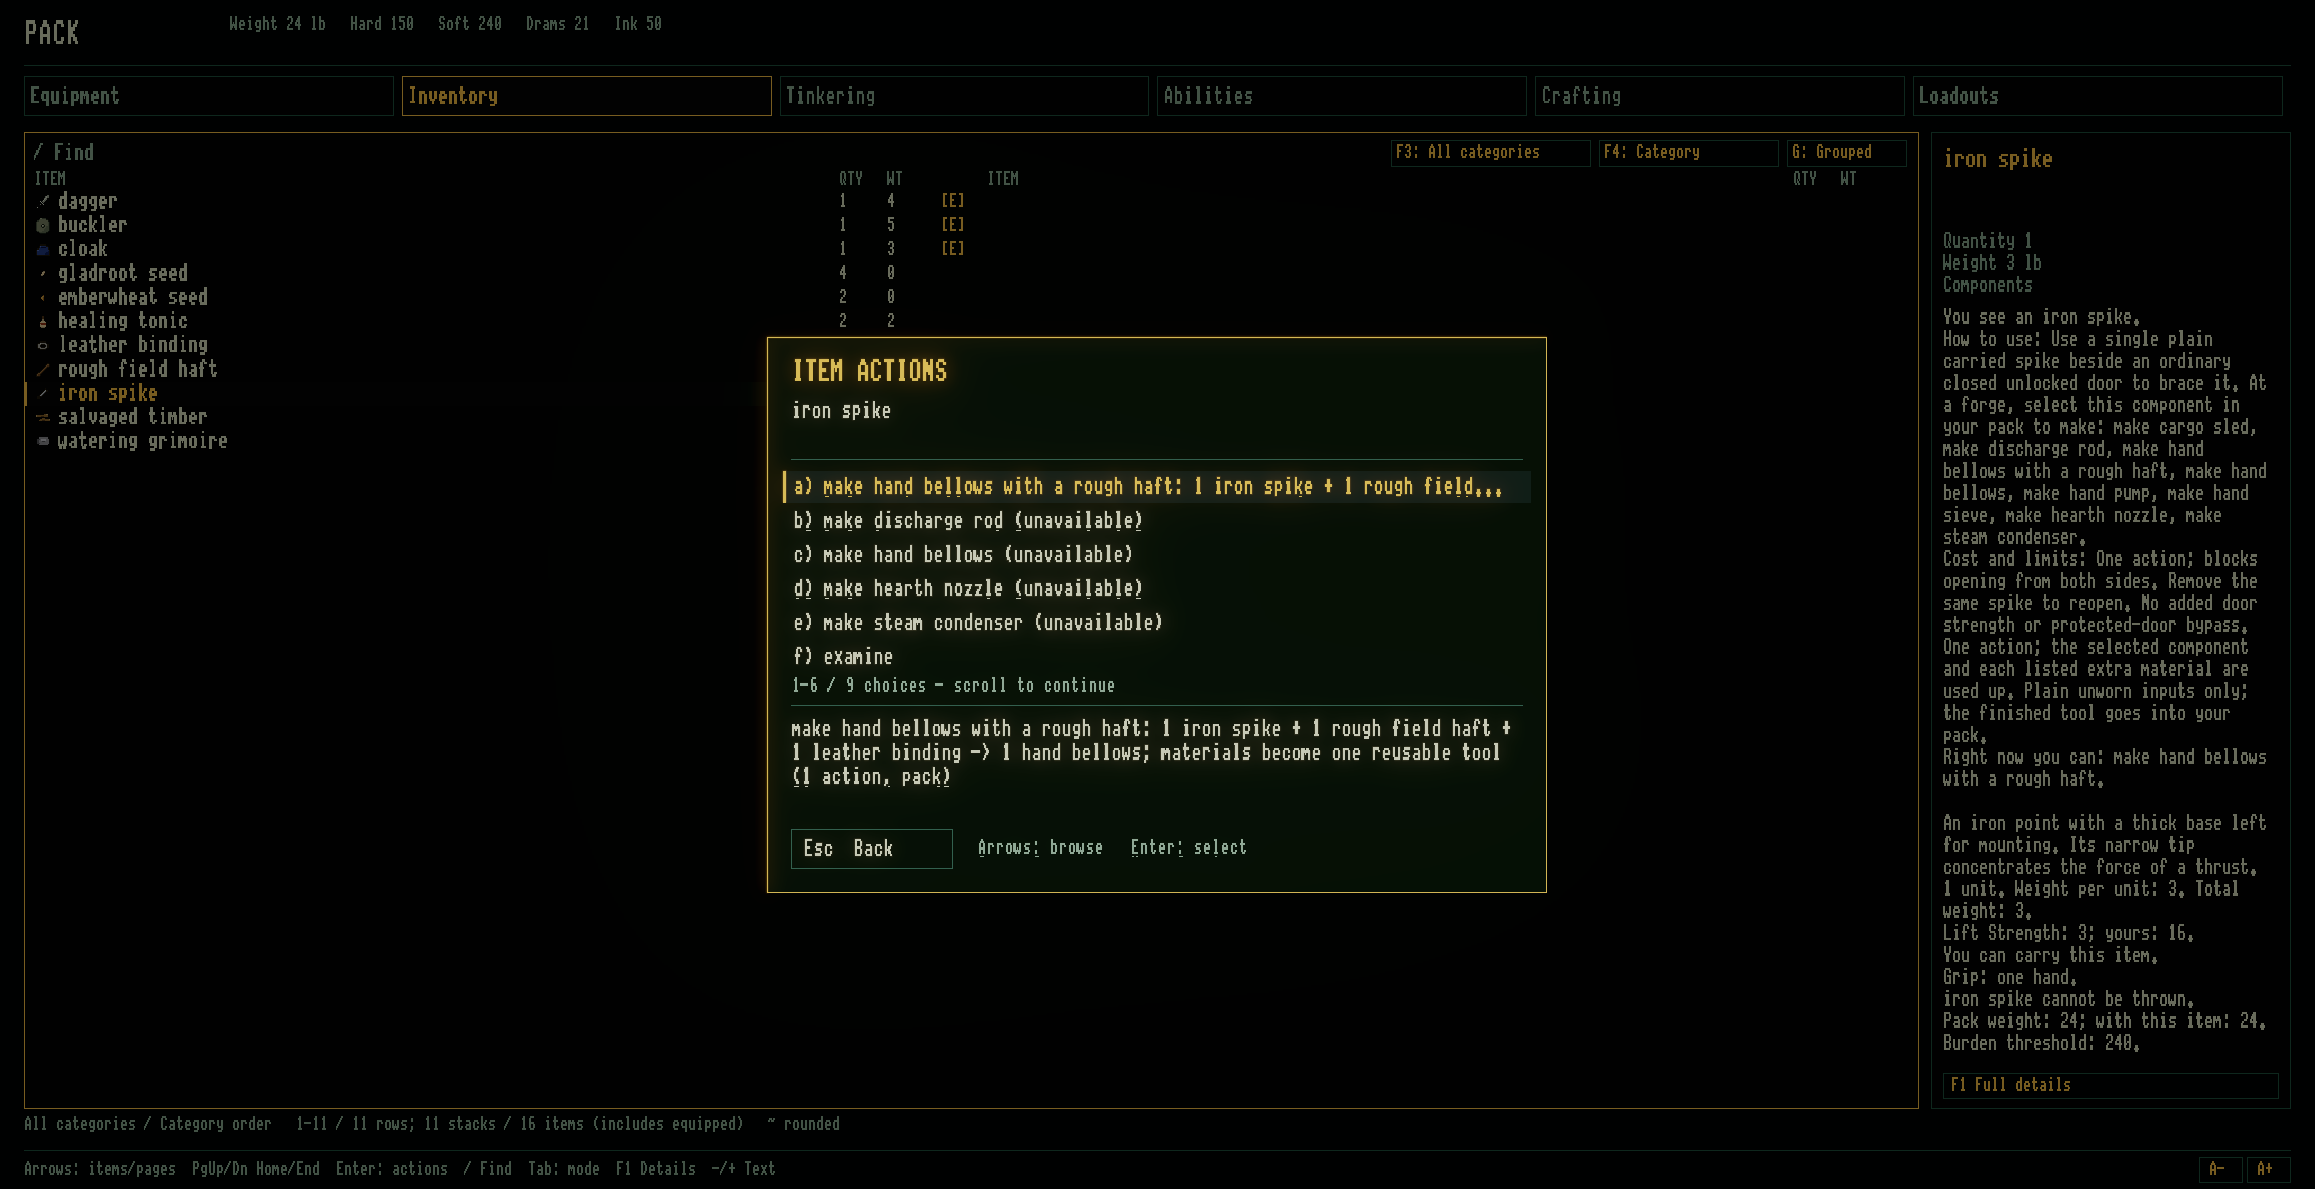 PACK Weight 24 lb Hard 150 Soft 240 Drams 21 Ink 50
Equipment Inventory Tinkering Abilities Crafting Loadouts
/ Find F3: All categories F4: Category G: Grouped
ITEM QTY WT ITEM QTY WT
dagger 1 4 [E]
buckler 1 5 [E]
cloak 1 3 [E]
gladroot seed 4 0
emberwheat seed 2 0
healing tonic 2 2
leather binding
rough field haft
iron spike
salvaged timber
watering grimoire
ITEM ACTIONS
iron spike
a) make hand bellows with a rough haft: 1 iron spike + 1 rough field...
b) make discharge rod (unavailable)
c) make hand bellows (unavailable)
d) make hearth nozzle (unavailable)
e) make steam condenser (unavailable)
f) examine
1-6 / 9 choices - scroll to continue
make hand bellows with a rough haft: 1 iron spike + 1 rough field haft +
1 leather binding -> 1 hand bellows; materials become one reusable tool
(1 action, pack)
Esc Back Arrows: browse Enter: select
iron spike
Quantity 1
Weight 3 lb
Components
You see an iron spike.
How to use: Use a single plain
carried spike beside an ordinary
closed unlocked door to brace it. At
a forge, select this component in
your pack to make: make cargo sled,
make discharge rod, make hand
bellows with a rough haft, make hand
bellows, make hand pump, make hand
sieve, make hearth nozzle, make
steam condenser.
Cost and limits: One action; blocks
opening from both sides. Remove the
same spike to reopen. No added door
strength or protected-door bypass.
One action; the selected component
and each listed extra material are
used up. Plain unworn inputs only;
the finished tool goes into your
pack.
Right now you can: make hand bellows
with a rough haft.
An iron point with a thick base left
for mounting. Its narrow tip
concentrates the force of a thrust.
1 unit. Weight per unit: 3. Total
weight: 3.
Lift Strength: 3; yours: 16.
You can carry this item.
Grip: one hand.
iron spike cannot be thrown.
Pack weight: 24; with this item: 24.
Burden threshold: 240.
F1 Full details
All categories / Category order 1-11 / 11 rows; 11 stacks / 16 items (includes equipped) ~ rounded
Arrows: items/pages PgUp/Dn Home/End Enter: actions / Find Tab: mode F1 Details -/+ Text A- A+